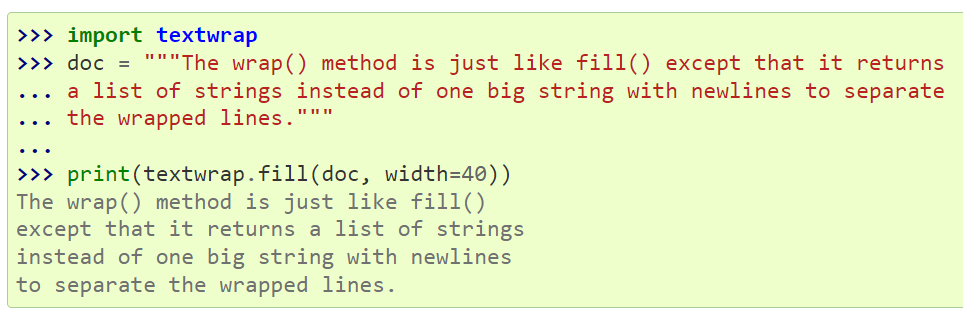 >>> import textwrap
>>> doc = """The wrap() method is just like fill() except that it returns
... a list of strings instead of one big string with newlines to separate
... the wrapped lines."""
...
>>> print(textwrap.fill(doc, width=40))
The wrap() method is just like fill()
except that it returns a list of strings
instead of one big string with newlines
to separate the wrapped lines.